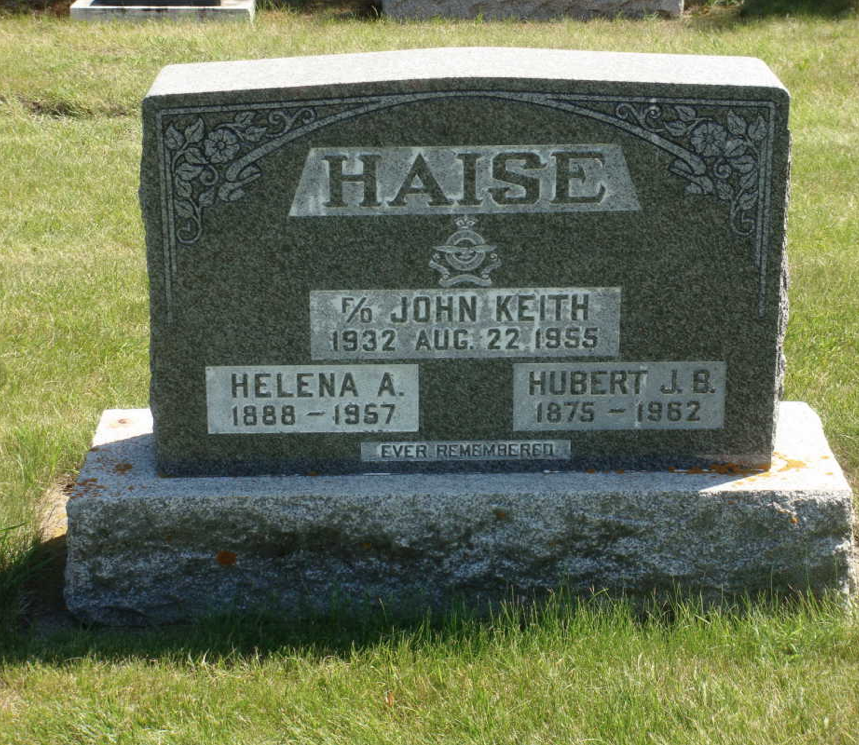 HAISE
F/O JOHN KEITH
1932 AUG. 22, 1955
HELENA A.
1888 - 1957
HUBERT J. B.
1875 - 1962
EVER REMEMBERED